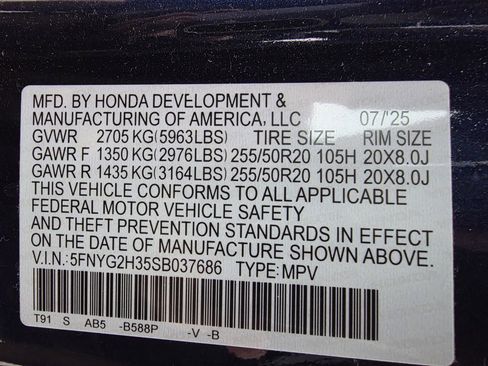 MFD. BY HONDA DEVELOPMENT &
MANUFACTURING OF AMERICA, LLC 07/'25
GVWR 2705 KG(5963LBS) TIRE SIZE RIM SIZE
GAWR F 1350 KG(2976LBS) 255/50R20 105H 20X8.0J
GAWR R 1435 KG(3164LBS) 255/50R20 105H 20X8.0J
THIS VEHICLE CONFORMS TO ALL APPLICABLE
FEDERAL MOTOR VEHICLE SAFETY
AND THEFT PREVENTION STANDARDS IN EFFECT
ON THE DATE OF MANUFACTURE SHOWN ABOVE.
V.I.N.:5FNYG2H35SB037686 TYPE:MPV
T91 S AB5 -B588P -V -B